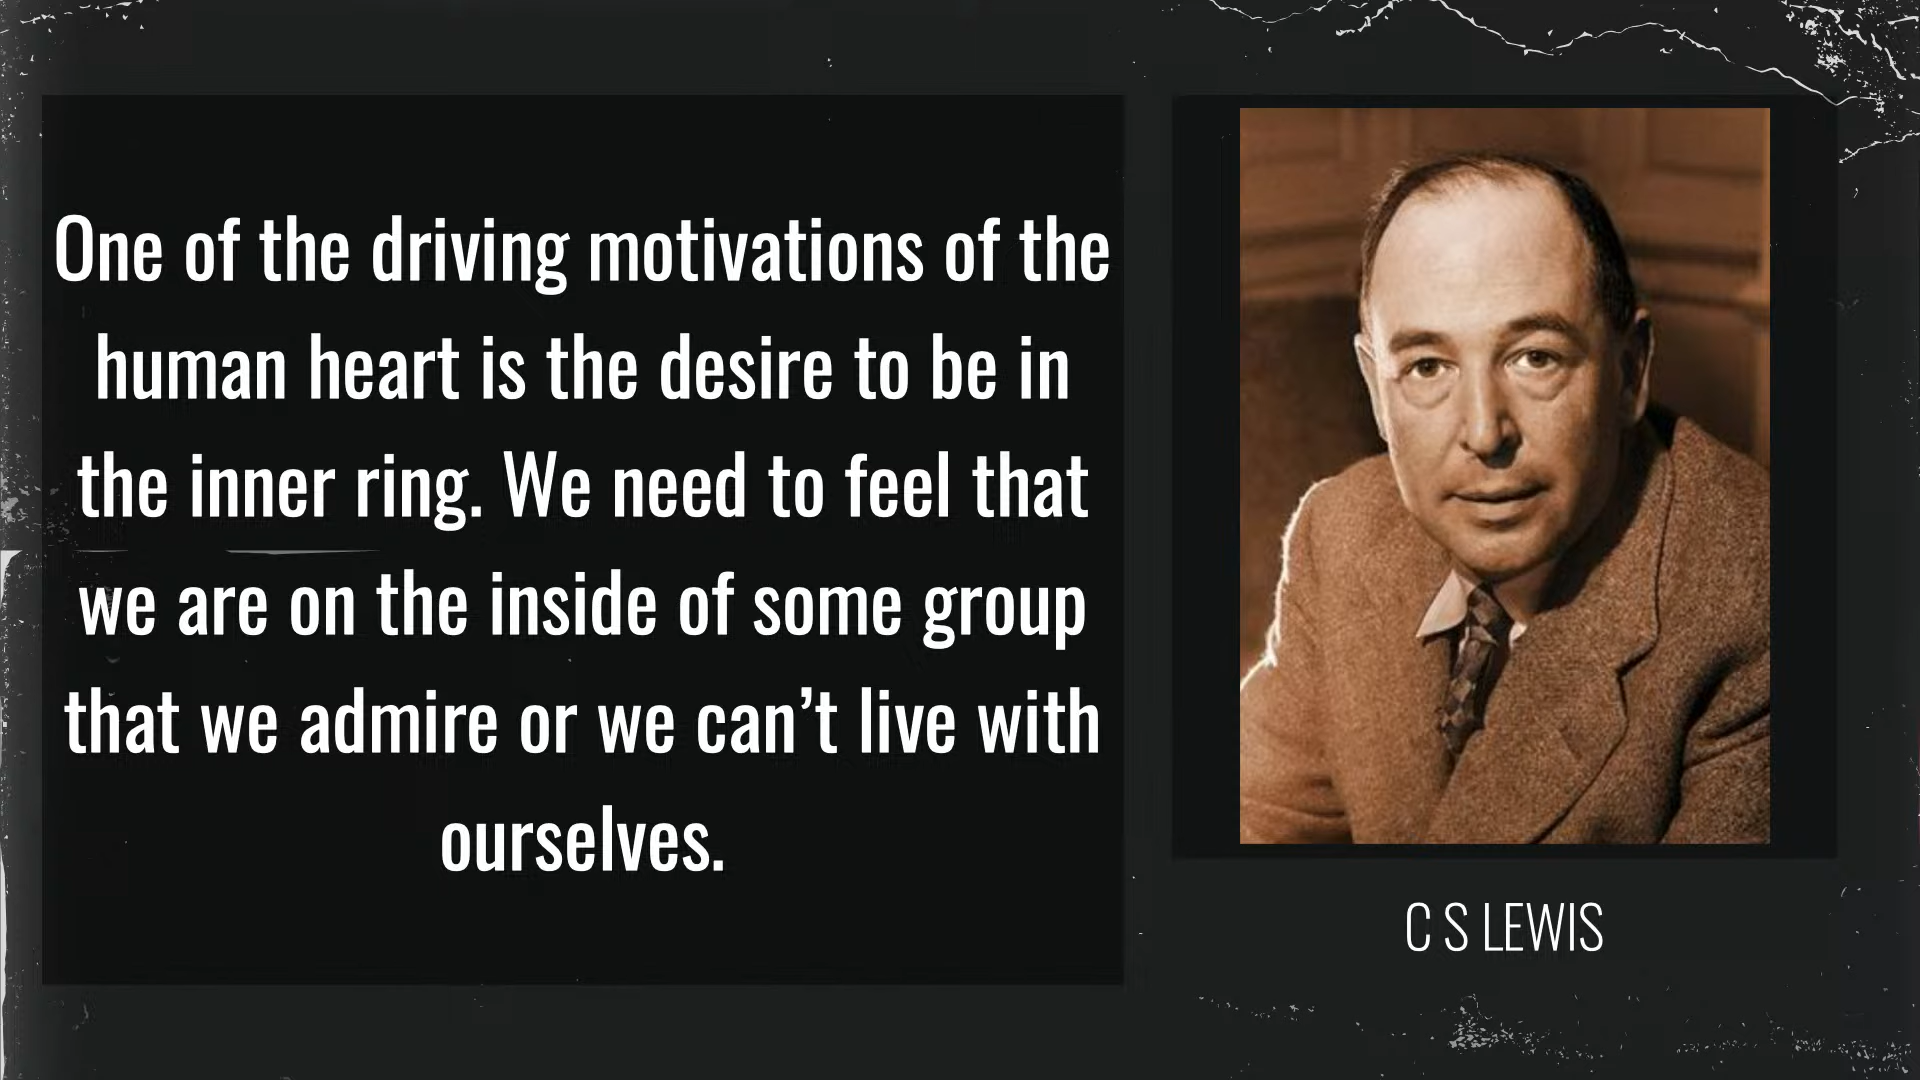 One of the driving motivations of the
human heart is the desire to be in
the inner ring. We need to feel that
we are on the inside of some group
that we admire or we can’t live with
ourselves.
C S LEWIS